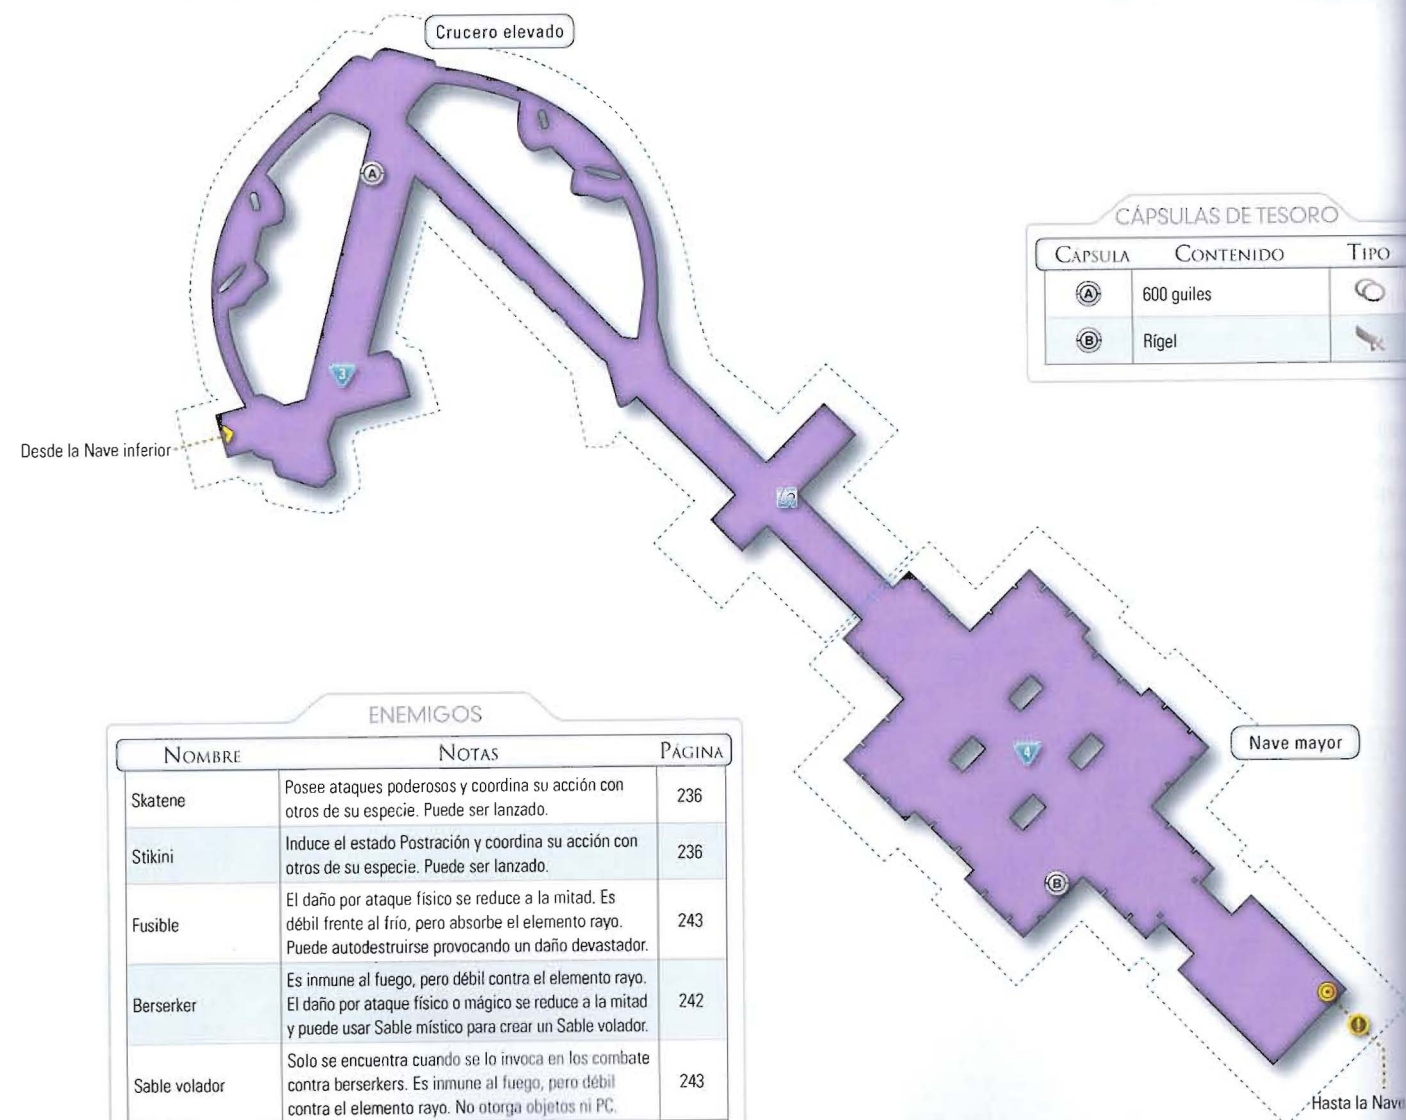 Crucero elevado
A
CÁPSULAS DE TESORO
CÁPSULA CONTENIDO TIPO
A 600 guiles
B Rígel
3
Desde la Nave inferior
4
Nave mayor
B
ENEMIGOS
NOMBRE NOTAS PÁGINA
Skatene Posee ataques poderosos y coordina su acción con
otros de su especie. Puede ser lanzado. 236
Stikini Induce el estado Postración y coordina su acción con
otros de su especie. Puede ser lanzado. 236
Fusible El daño por ataque físico se reduce a la mitad. Es
débil frente al frío, pero absorbe el elemento rayo.
Puede autodestruirse provocando un daño devastador. 243
Berserker Es inmune al fuego, pero débil contra el elemento rayo.
El daño por ataque físico o mágico se reduce a la mitad
y puede usar Sable místico para crear un Sable volador. 242
Sable volador Solo se encuentra cuando se lo invoca en los combate
contra berserkers. Es inmune al fuego, pero débil
contra el elemento rayo. No otorga objetos ni PC. 243
Hasta la Nave